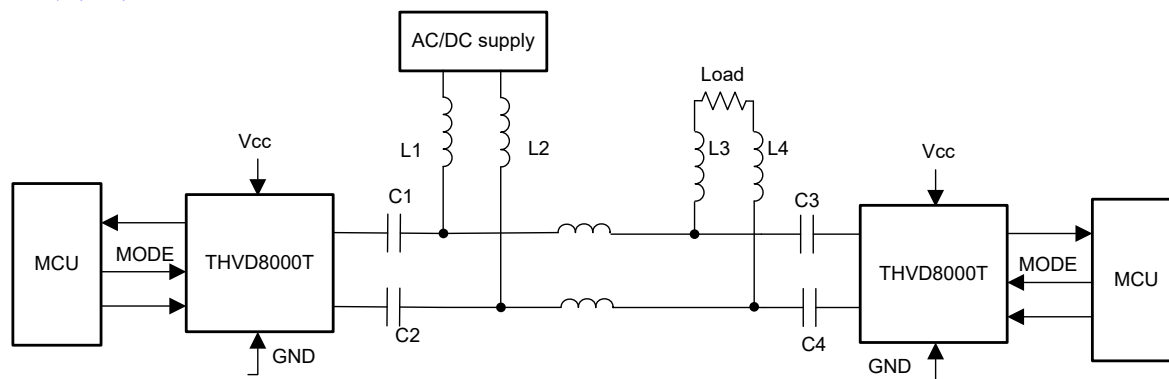 AC/DC supply
Load
L1
L2
L3
L4
Vcc
Vcc
C1
C3
MCU
MODE
THVD8000T
THVD8000T
MODE
MCU
C2
C4
GND
GND